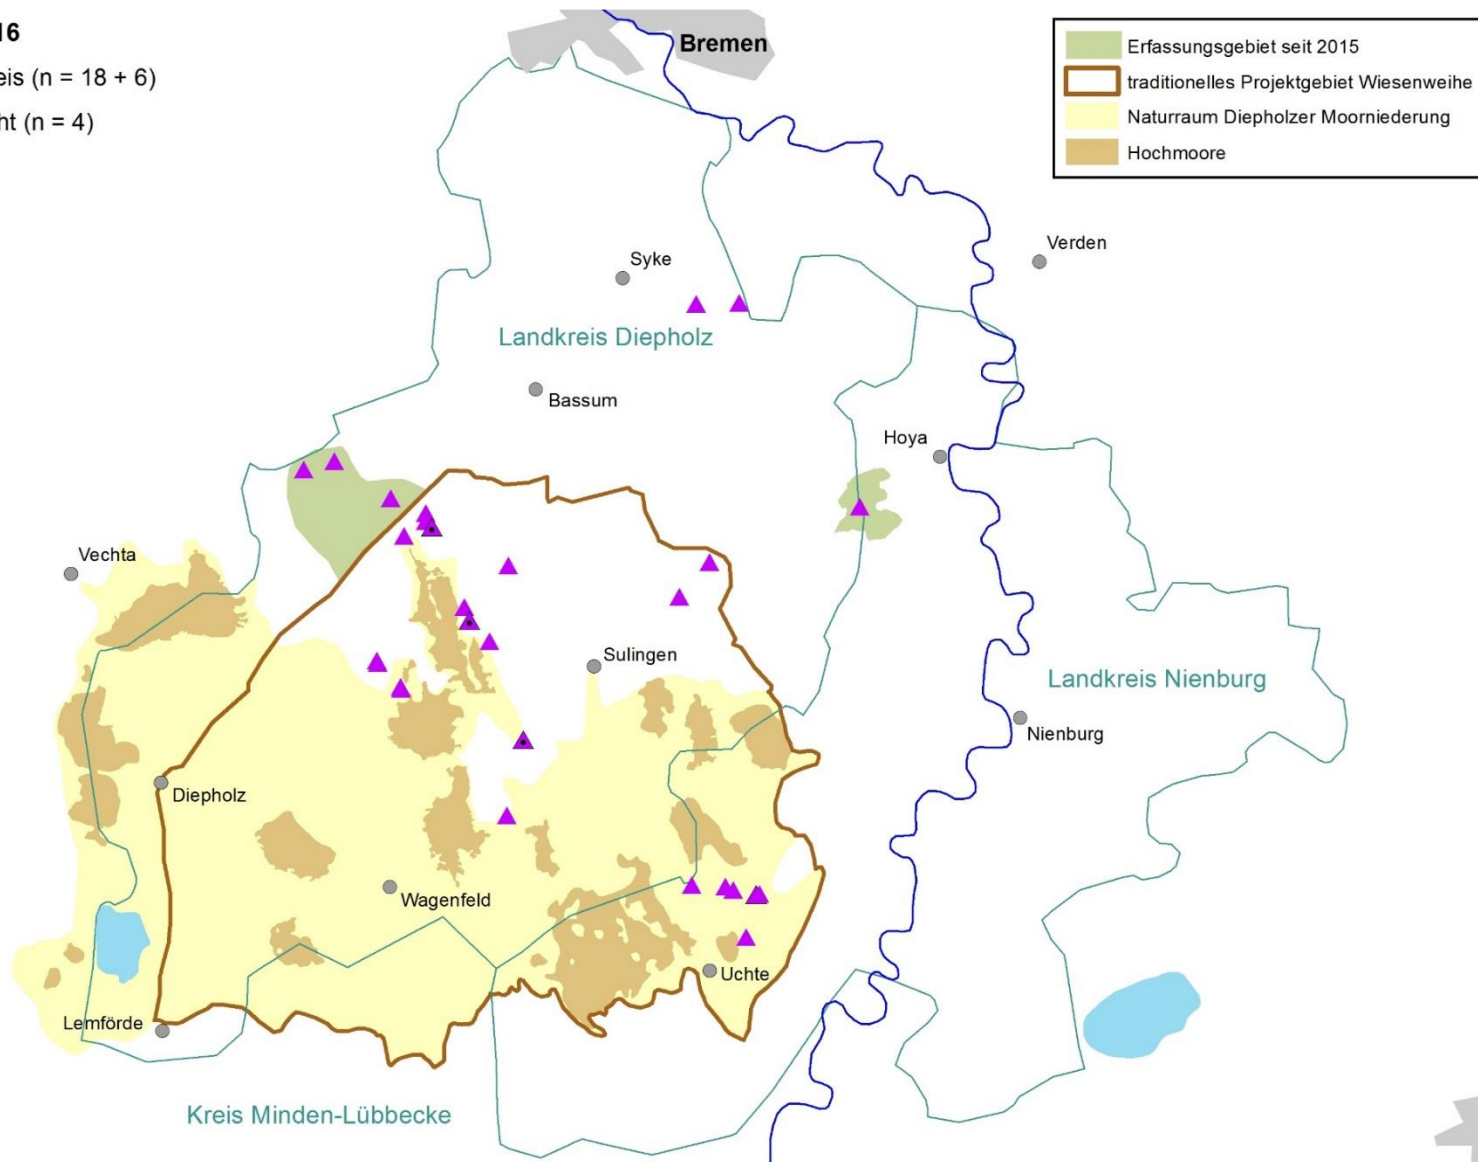 16
eis (n = 18 + 6)
ht (n = 4)
Bremen
Erfassungsgebiet seit 2015
traditionelles Projektgebiet Wiesenweihe
Naturraum Diepholzer Moorniederung
Hochmoore
Verden
Syke
Landkreis Diepholz
Bassum
Hoya
Vechta
Sulingen
Landkreis Nienburg
Nienburg
Diepholz
Wagenfeld
Uchte
Lemförde
Kreis Minden-Lübbecke